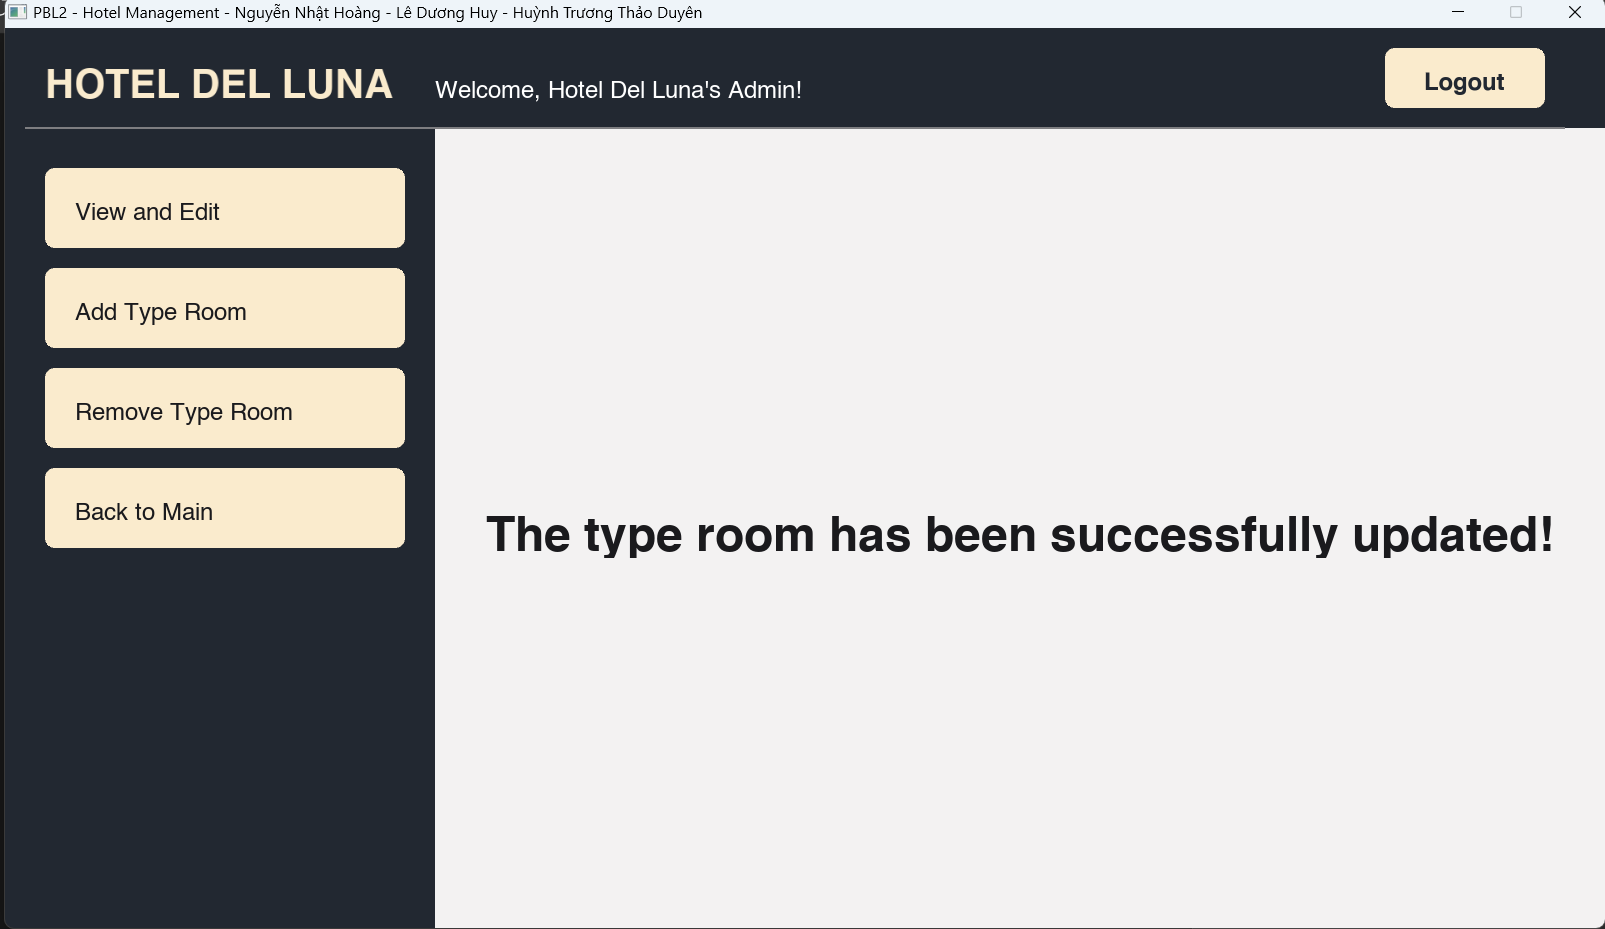 PBL2 - Hotel Management - Nguyễn Nhật Hoàng - Lê Dương Huy - Huỳnh Trương Thảo Duyên
HOTEL DEL LUNA
Welcome, Hotel Del Luna's Admin!
Logout
View and Edit
Add Type Room
Remove Type Room
Back to Main
The type room has been successfully updated!